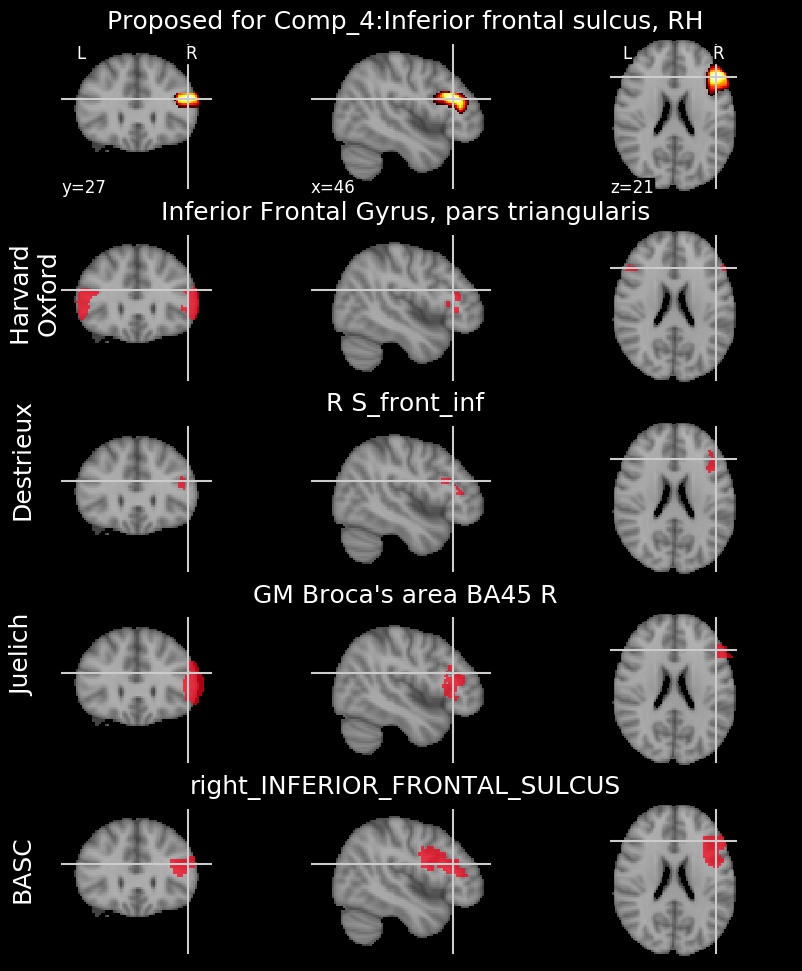 Proposed for Comp_4:Inferior frontal sulcus, RH
L R L R
y=27 x=46 z=21
Inferior Frontal Gyrus, pars triangularis
Harvard
Oxford
R S_front_inf
Destrieux
GM Broca's area BA45 R
Juelich
right_INFERIOR_FRONTAL_SULCUS
BASC